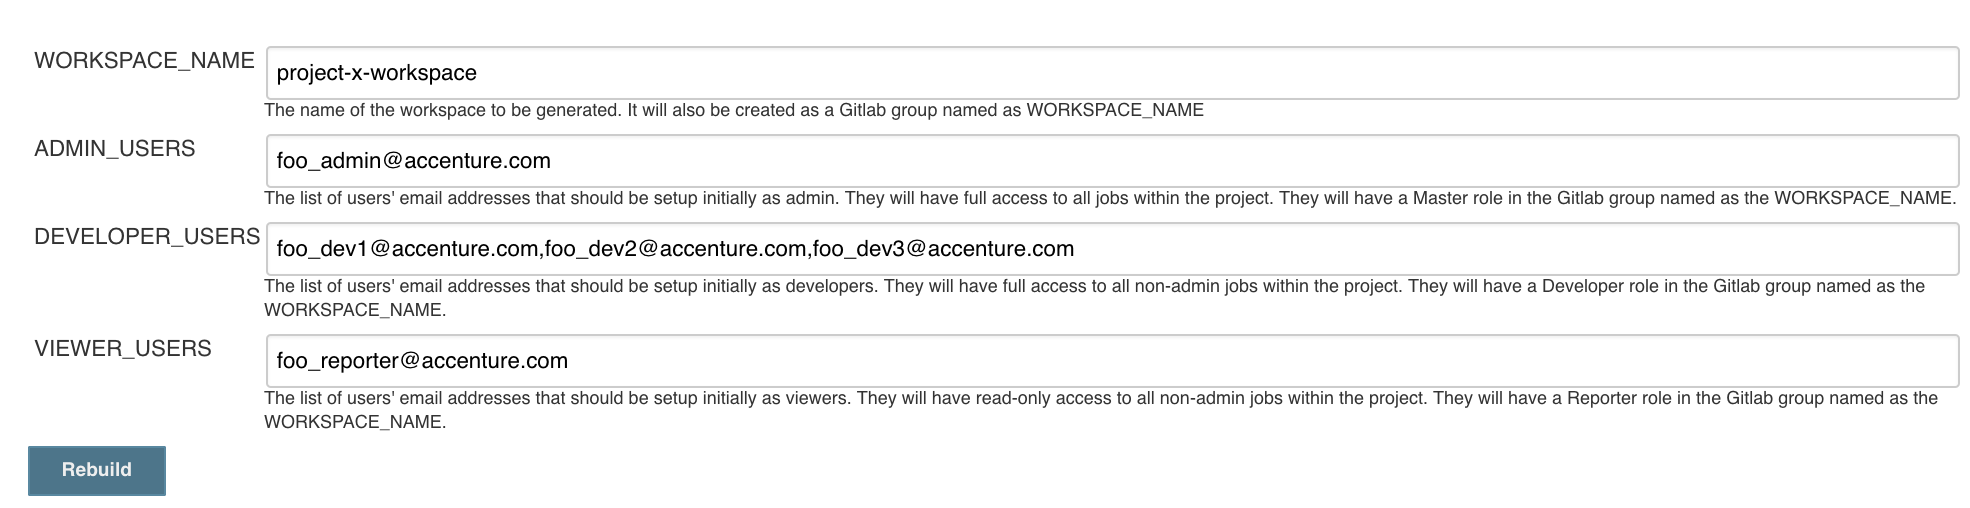 WORKSPACE_NAME project-x-workspace
The name of the workspace to be generated. It will also be created as a Gitlab group named as WORKSPACE_NAME
ADMIN_USERS foo_admin@accenture.com
The list of users' email addresses that should be setup initially as admin. They will have full access to all jobs within the project. They will have a Master role in the Gitlab group named as the WORKSPACE_NAME.
DEVELOPER_USERS foo_dev1@accenture.com,foo_dev2@accenture.com,foo_dev3@accenture.com
The list of users' email addresses that should be setup initially as developers. They will have full access to all non-admin jobs within the project. They will have a Developer role in the Gitlab group named as the
WORKSPACE_NAME.
VIEWER_USERS foo_reporter@accenture.com
The list of users' email addresses that should be setup initially as viewers. They will have read-only access to all non-admin jobs within the project. They will have a Reporter role in the Gitlab group named as the
WORKSPACE_NAME.
Rebuild